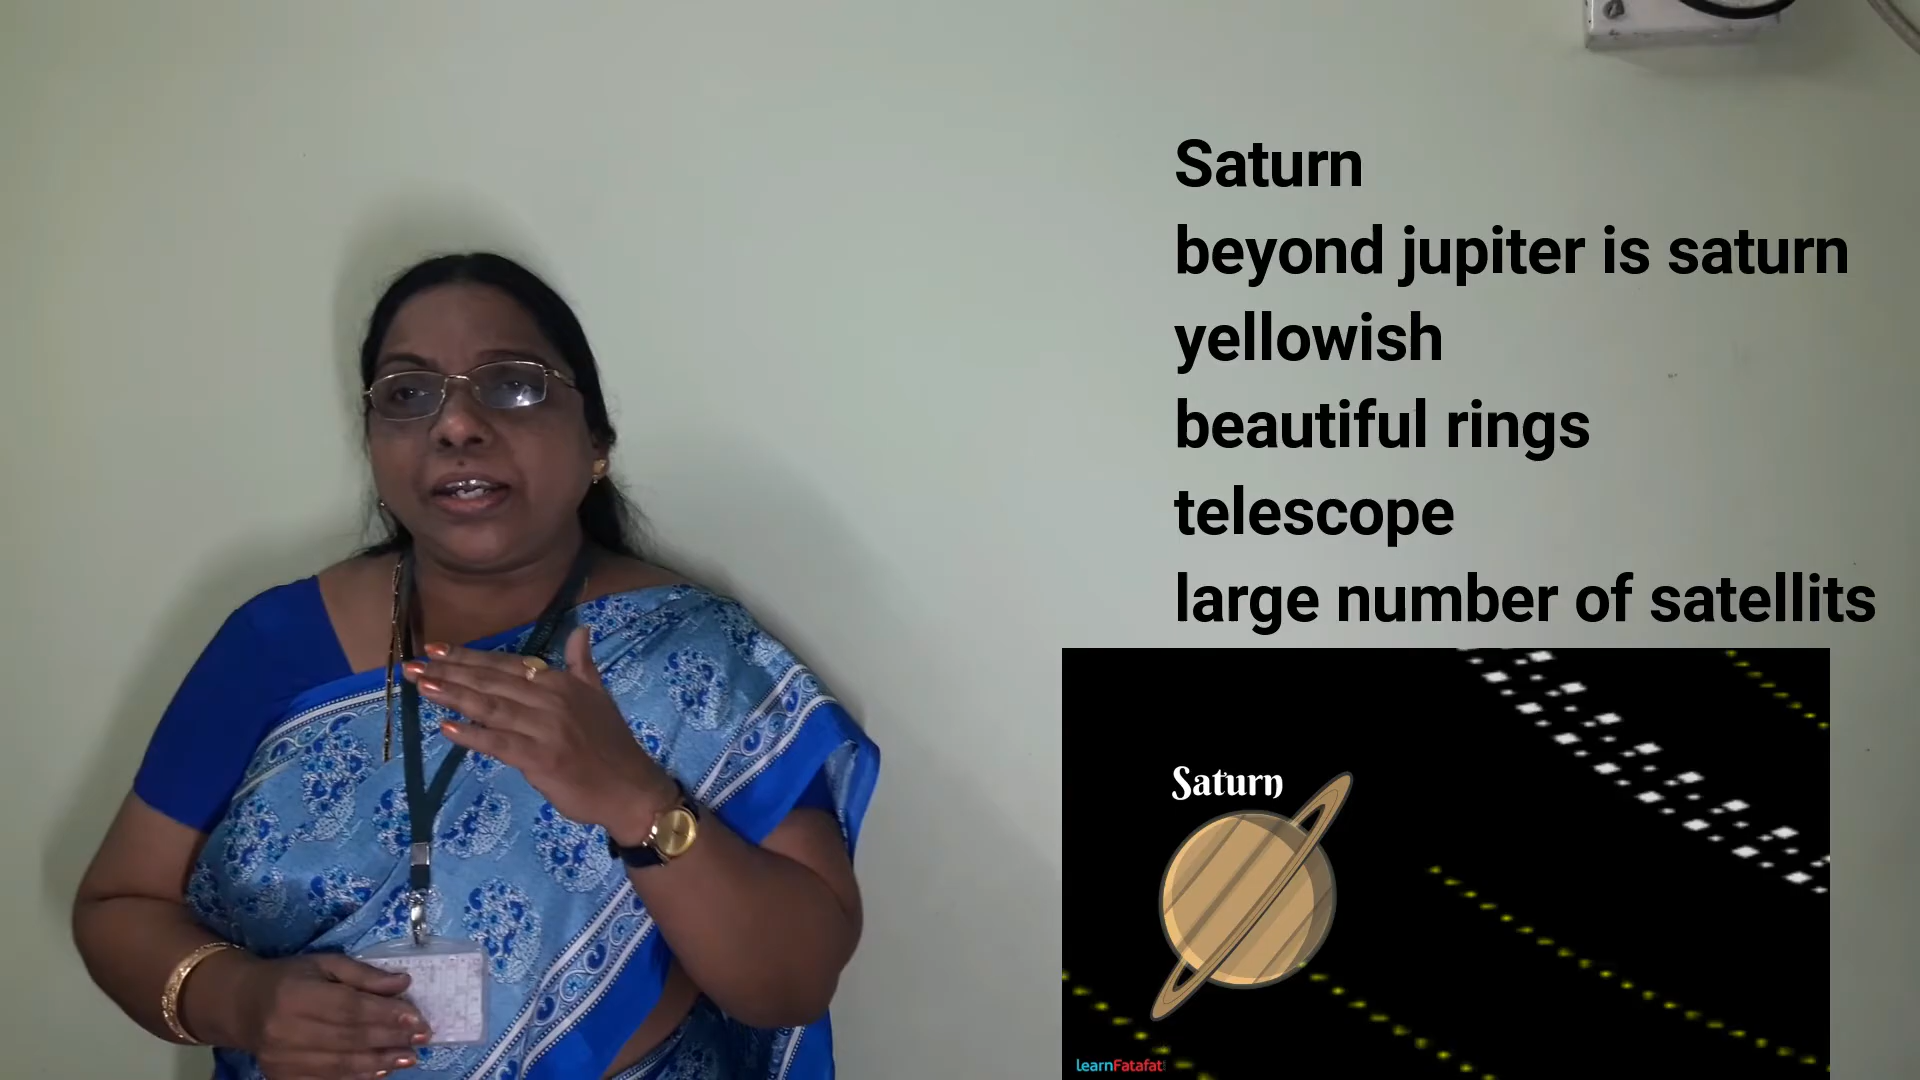 Saturn
beyond jupiter is saturn
yellowish
beautiful rings
telescope
large number of satellits
Saturn
learnFatafat